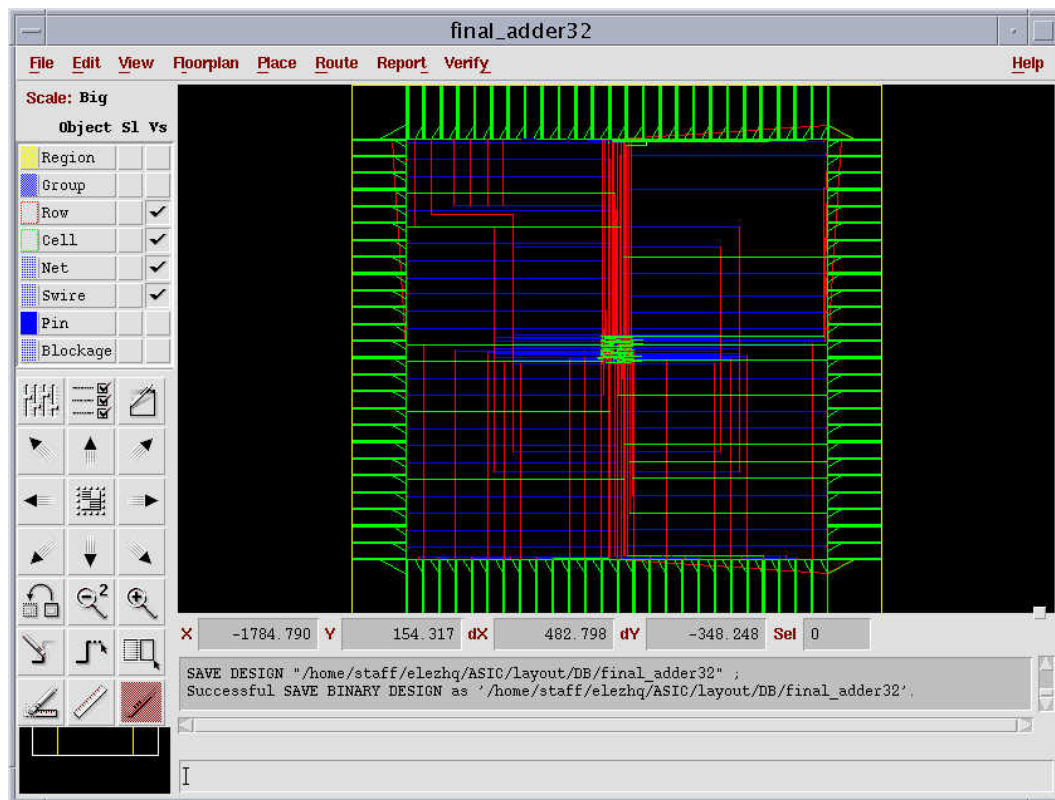 final_adder32
File Edit View Floorplan Place Route Report Verify Help
Scale: Big
Object Sl Vs
Region
Group
Row
Cell
Net
Swire
Pin
Blockage
2
X -1784.790 Y 154.317 dX 482.798 dY -348.248 Sel 0
SAVE DESIGN "/home/staff/elezhq/ASIC/layout/DB/final_adder32" ;
Successful SAVE BINARY DESIGN as '/home/staff/elezhq/ASIC/layout/DB/final_adder32'.